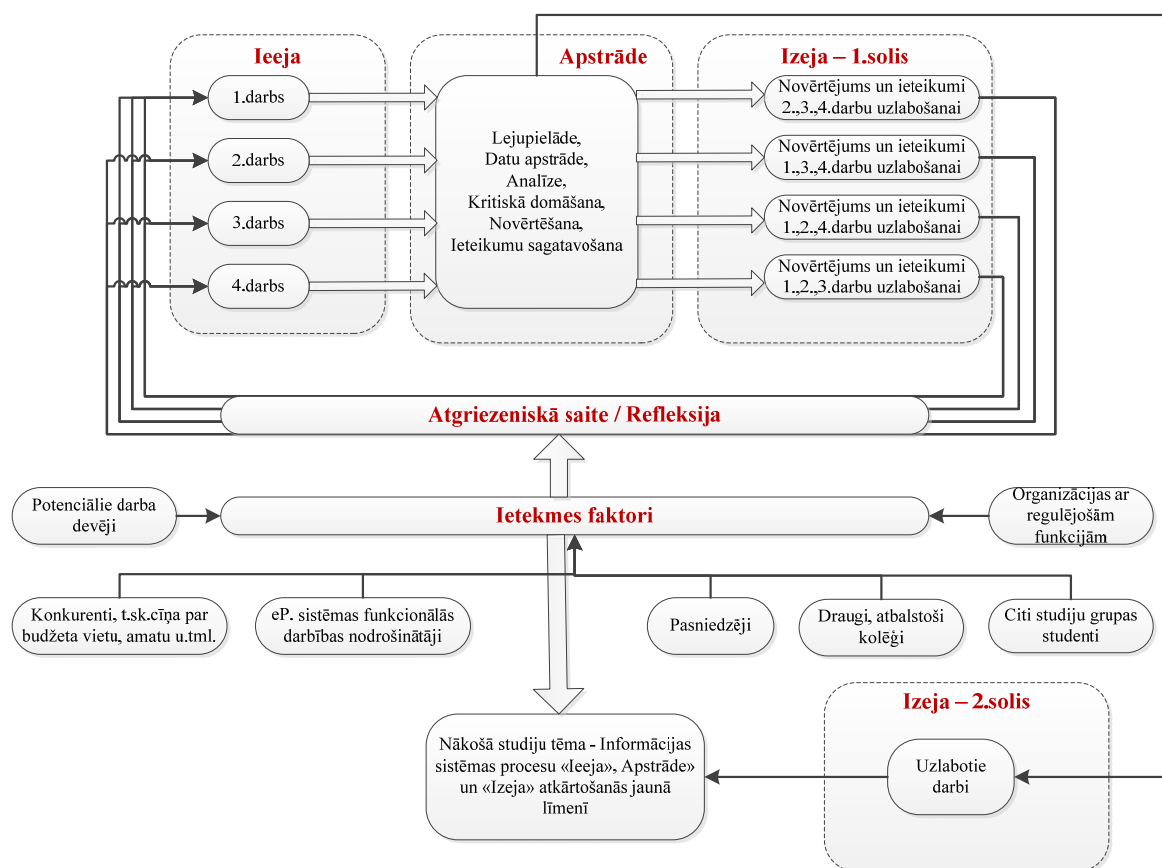 Ieeja
Apstrāde
Izeja – 1.solis
1.darbs
2.darbs
3.darbs
4.darbs
Lejupielāde,
Datu apstrāde,
Analīze,
Kritiskā domāšana,
Novērtēšana,
Ieteikumu sagatavošana
Novērtējums un ieteikumi
2.,3.,4.darbu uzlabošanai
Novērtējums un ieteikumi
1.,3.,4.darbu uzlabošanai
Novērtējums un ieteikumi
1.,2.,4.darbu uzlabošanai
Novērtējums un ieteikumi
1.,2.,3.darbu uzlabošanai
Atgriezeniskā saite / Refleksija
Potenciālie darba
devēji
Ietekmes faktori
Organizācijas ar
regulējošām
funkcijām
Konkurenti, t.sk.cīņa par
budžeta vietu, amatu u.tml.
eP. sistēmas funkcionālās
darbības nodrošinātāji
Pasniedzēji
Draugi, atbalstoši
kolēģi
Citi studiju grupas
studenti
Izeja – 2.solis
Nākošā studiju tēma - Informācijas
sistēmas procesu «Ieeja», Apstrāde»
un «Izeja» atkārtošanās jaunā
līmenī
Uzlabotie
darbi